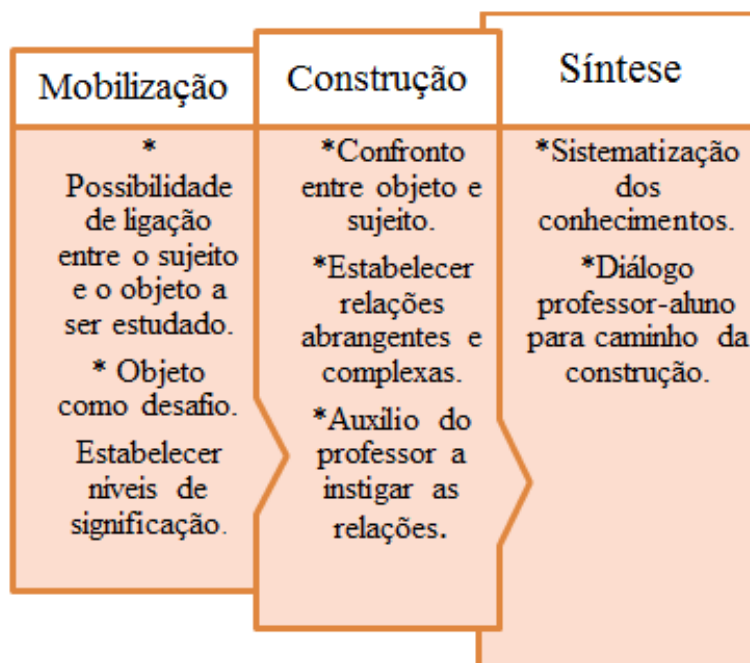 Mobilização
*
Possibilidade
de ligação
entre o sujeito
e o objeto a
ser estudado.
* Objeto
como desafio.
Estabelecer
níveis de
significação.
Construção
*Confronto
entre objeto e
sujeito.
*Estabelecer
relações
abrangentes e
complexas.
*Auxílio do
professor a
instigar as
relações.
Síntese
*Sistematização
dos
conhecimentos.
*Diálogo
professor-aluno
para caminho da
construção.